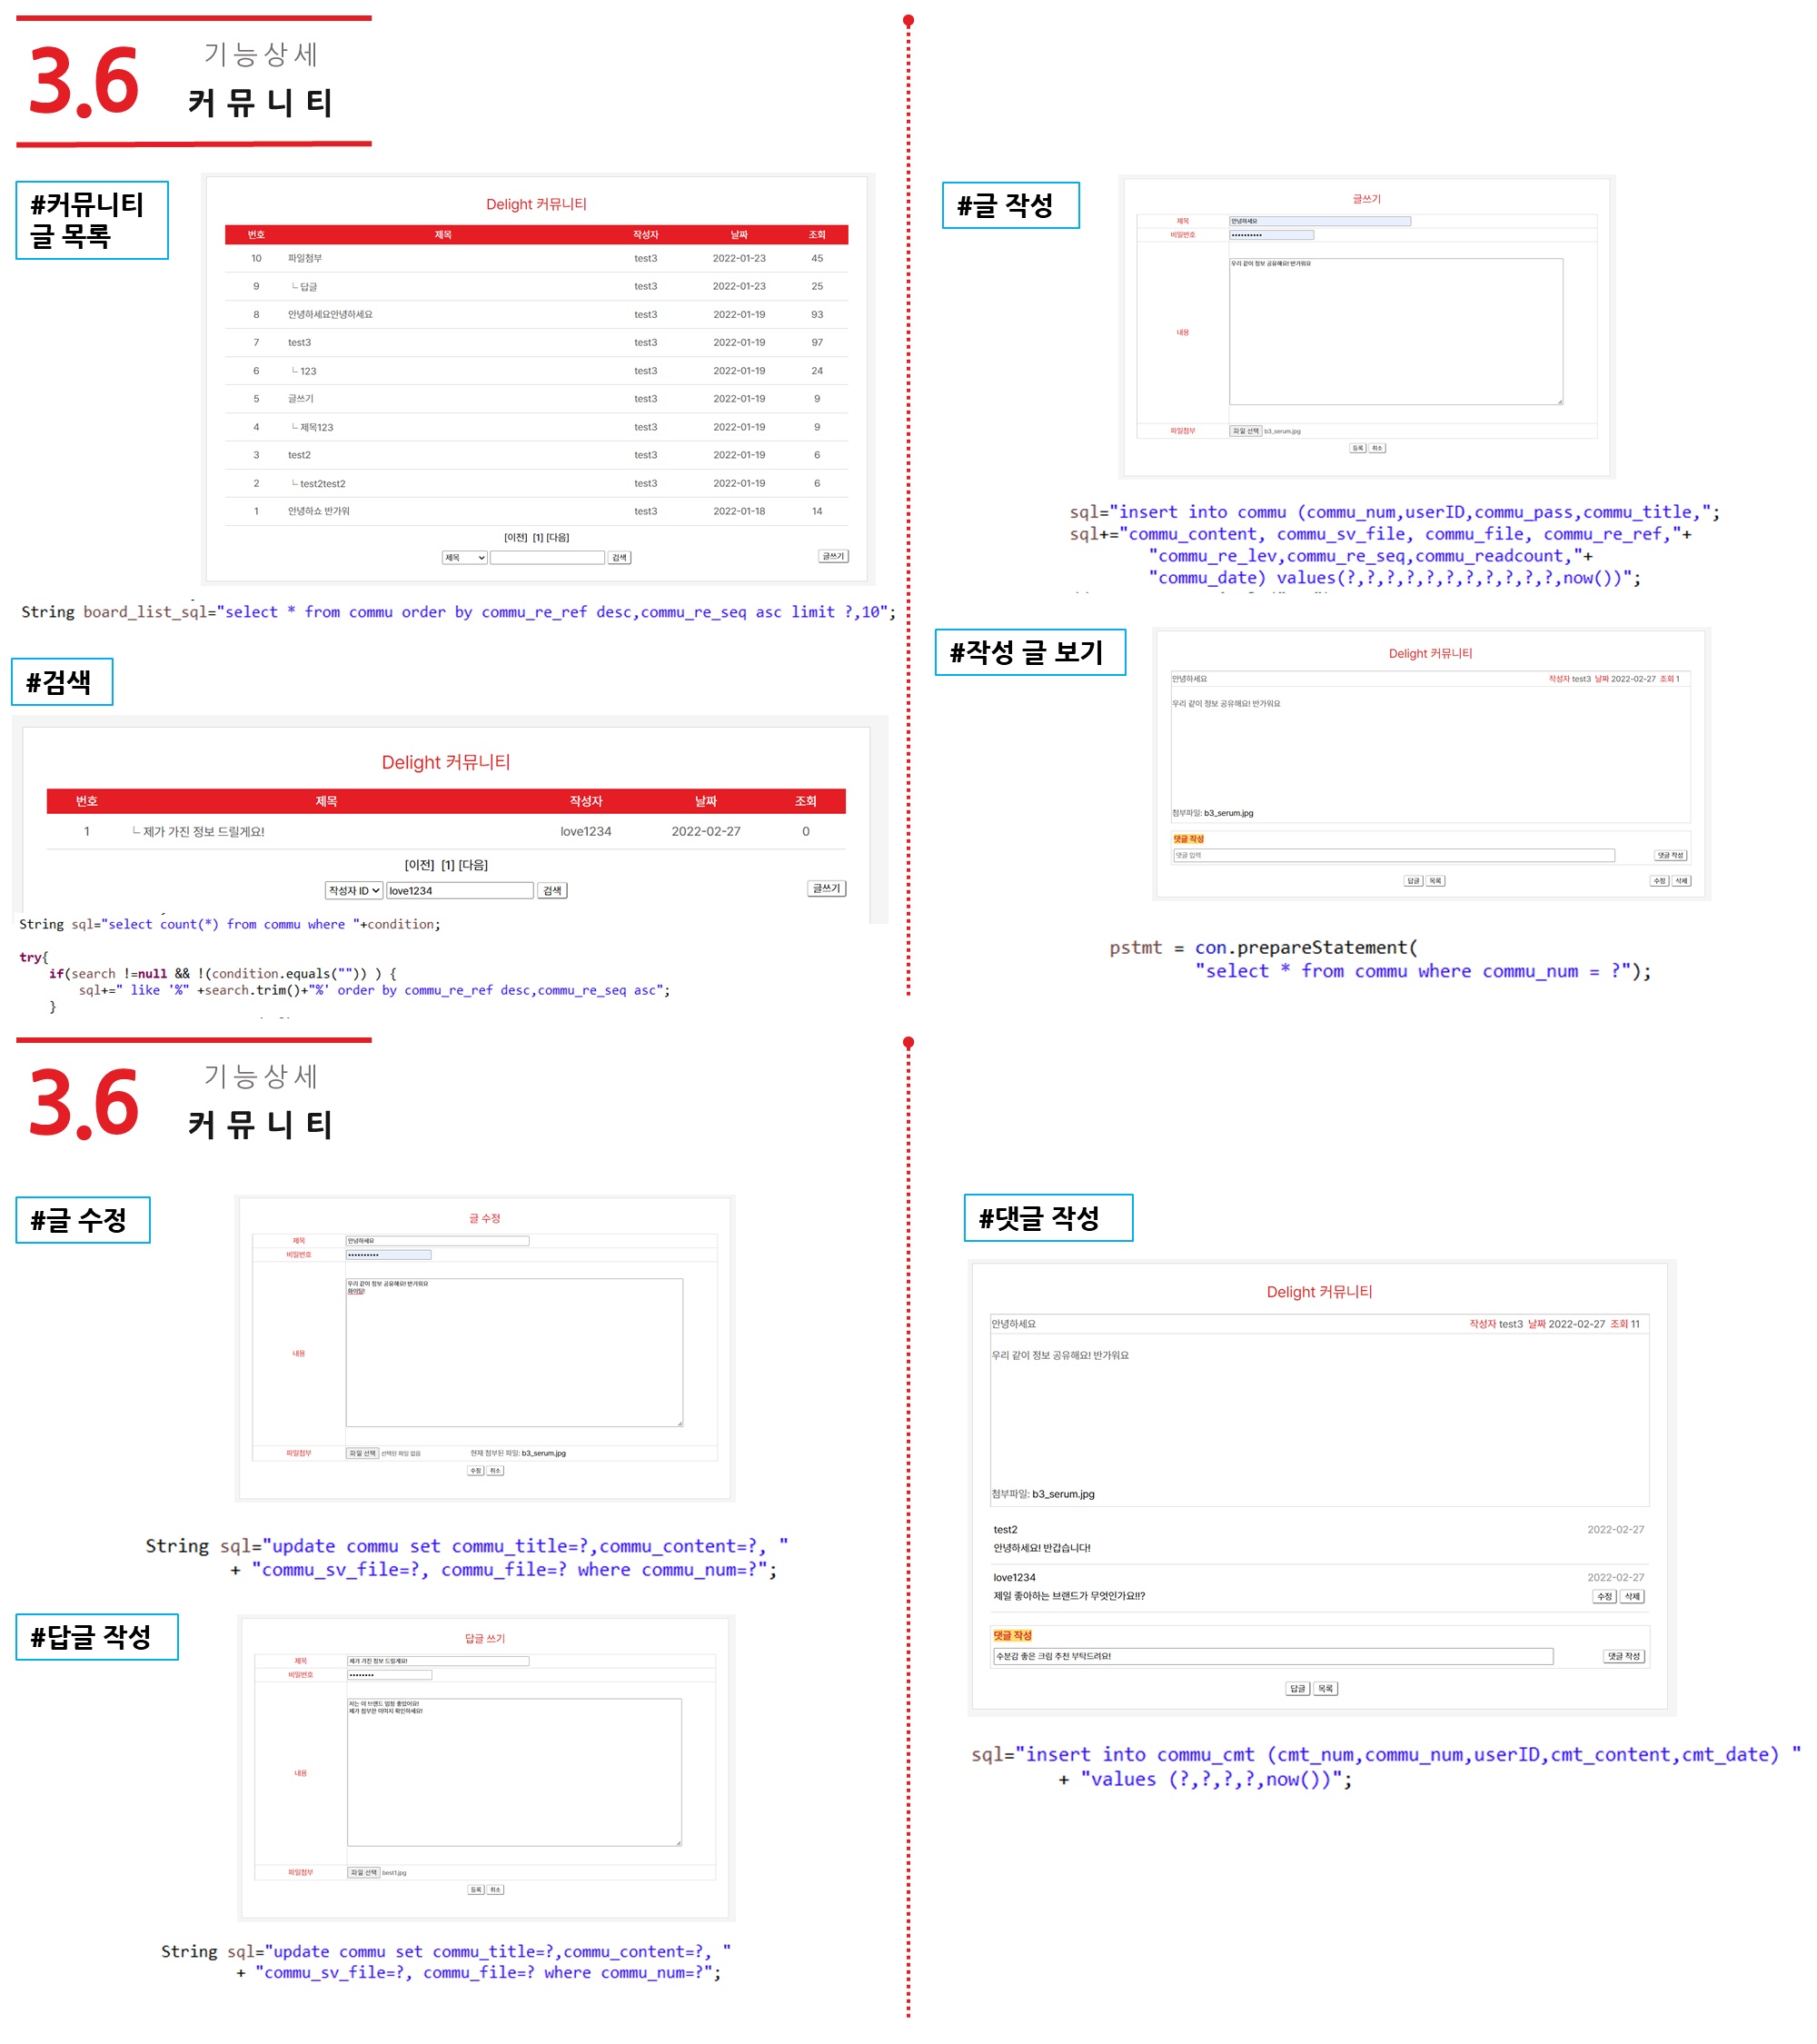 3.6
기능상세
커뮤니티
#커뮤니티
글 목록
Delight 커뮤니티
번호 제목 작성자 날짜 조회
10 파일첨부 test3 2022-01-23 45
9 ㄴ답글 test3 2022-01-23 25
8 안녕하세요안녕하세요 test3 2022-01-19 93
7 test3 test3 2022-01-19 97
6 ㄴ123 test3 2022-01-19 24
5 글쓰기 test3 2022-01-19 9
4 ㄴ제목123 test3 2022-01-19 9
3 test2 test3 2022-01-19 6
2 ㄴtest2test2 test3 2022-01-19 6
1 안녕하쇼 반가워 test3 2022-01-18 14
[이전] [1] [다음]
제목 검색 글쓰기
String board_list_sql="select * from commu order by commu_re_ref desc,commu_re_seq asc limit ?,10";
#검색
Delight 커뮤니티
번호 제목 작성자 날짜 조회
1 ㄴ제가 가진 정보 드릴게요! love1234 2022-02-27 0
[이전] [1] [다음]
작성자 ID love1234 검색 글쓰기
String sql="select count(*) from commu where "+condition;
try{
if(search !=null && !(condition.equals("")) ) {
sql+=" like '%" +search.trim()+"%' order by commu_re_ref desc,commu_re_seq asc";
}
#글 작성
글쓰기
제목 안녕하세요
비밀번호 ••••••••••
내용 우리 같이 정보 공유해요! 반가워요
파일첨부 파일 선택 b3_serum.jpg
등록 취소
sql="insert into commu (commu_num,userID,commu_pass,commu_title,";
sql+="commu_content, commu_sv_file, commu_file, commu_re_ref,"+
"commu_re_lev,commu_re_seq,commu_readcount,"+
"commu_date) values(?,?,?,?,?,?,?,?,?,?,?,now())";
#작성 글 보기
Delight 커뮤니티
안녕하세요 작성자 test3 날짜 2022-02-27 조회 1
우리 같이 정보 공유해요! 반가워요
첨부파일: b3_serum.jpg
댓글 작성
댓글 입력 댓글 작성
답글 목록 수정 삭제
pstmt = con.prepareStatement(
"select * from commu where commu_num = ?");
3.6
기능상세
커뮤니티
#글 수정
글 수정
제목 안녕하세요
비밀번호 ••••••••••
내용 우리 같이 정보 공유해요! 반가워요
화이팅!
파일첨부 파일 선택 선택된 파일 없음 현재 첨부된 파일: b3_serum.jpg
수정 취소
String sql="update commu set commu_title=?,commu_content=?, "
+ "commu_sv_file=?, commu_file=? where commu_num=?";
#답글 작성
답글 쓰기
제목 제가 가진 정보 드릴게요!
비밀번호 ••••••••
저는 이 브랜드 엄청 좋았어요!
제가 첨부한 이미지 확인하세요!
내용
파일첨부 파일 선택 best1.jpg
등록 취소
String sql="update commu set commu_title=?,commu_content=?, "
+ "commu_sv_file=?, commu_file=? where commu_num=?";
#댓글 작성
Delight 커뮤니티
안녕하세요 작성자 test3 날짜 2022-02-27 조회 11
우리 같이 정보 공유해요! 반가워요
첨부파일: b3_serum.jpg
test2 2022-02-27
안녕하세요! 반갑습니다!
love1234 2022-02-27
제일 좋아하는 브랜드가 무엇인가요!!? 수정 삭제
댓글 작성
수분감 좋은 크림 추천 부탁드려요! 댓글 작성
답글 목록
sql="insert into commu_cmt (cmt_num,commu_num,userID,cmt_content,cmt_date) "
+ "values (?,?,?,?,now())";